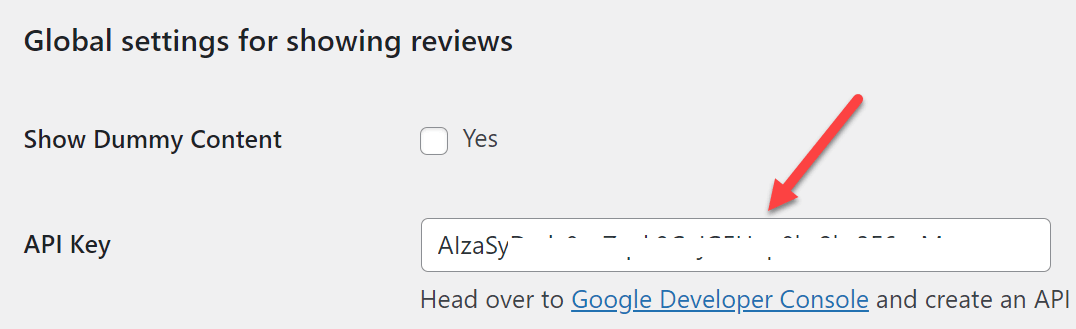 Global settings for showing reviews
Show Dummy Content Yes
API Key
Head over to Google Developer Console and create an API